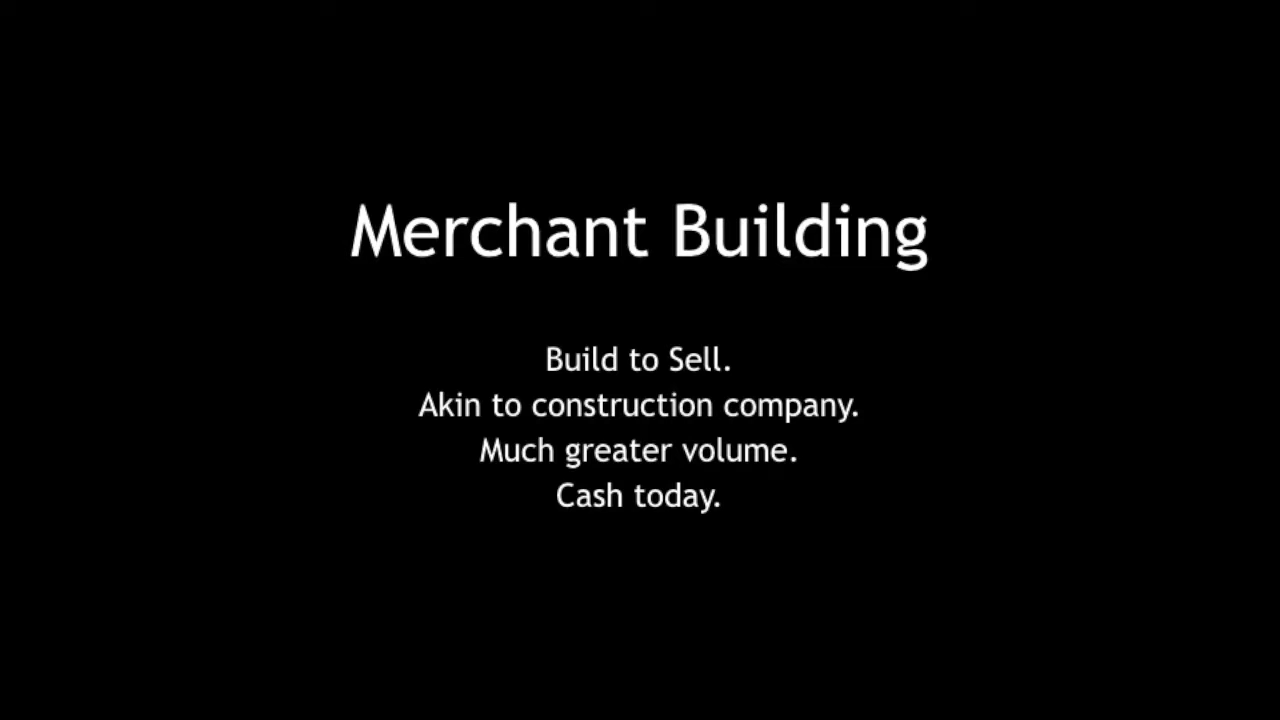 Merchant Building
Build to Sell.
Akin to construction company.
Much greater volume.
Cash today.